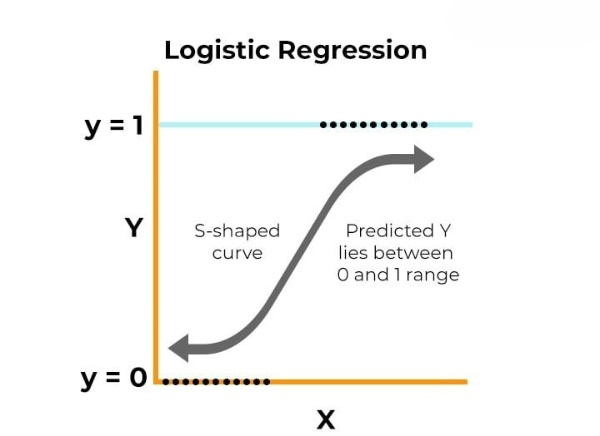 Logistic Regression
y = 1
Y
S-shaped
curve
Predicted Y
lies between
0 and 1 range
y = 0
X